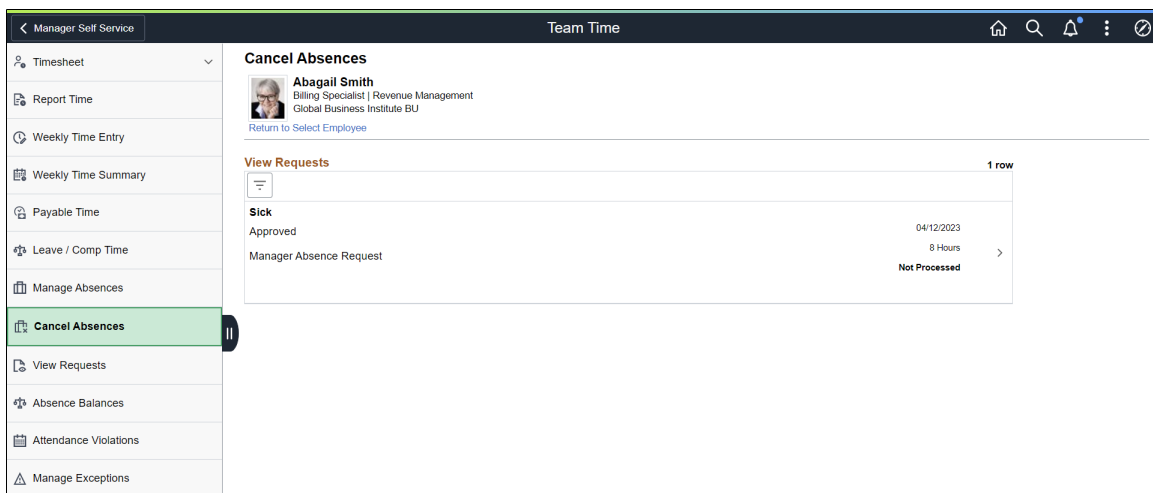 Manager Self Service
Team Time
Timesheet
Report Time
Weekly Time Entry
Weekly Time Summary
Payable Time
Leave / Comp Time
Manage Absences
Cancel Absences
View Requests
Absence Balances
Attendance Violations
Manage Exceptions
Cancel Absences
Abagail Smith
Billing Specialist | Revenue Management
Global Business Institute BU
Return to Select Employee
View Requests
1 row
Sick
Approved
04/12/2023
8 Hours
Manager Absence Request
Not Processed